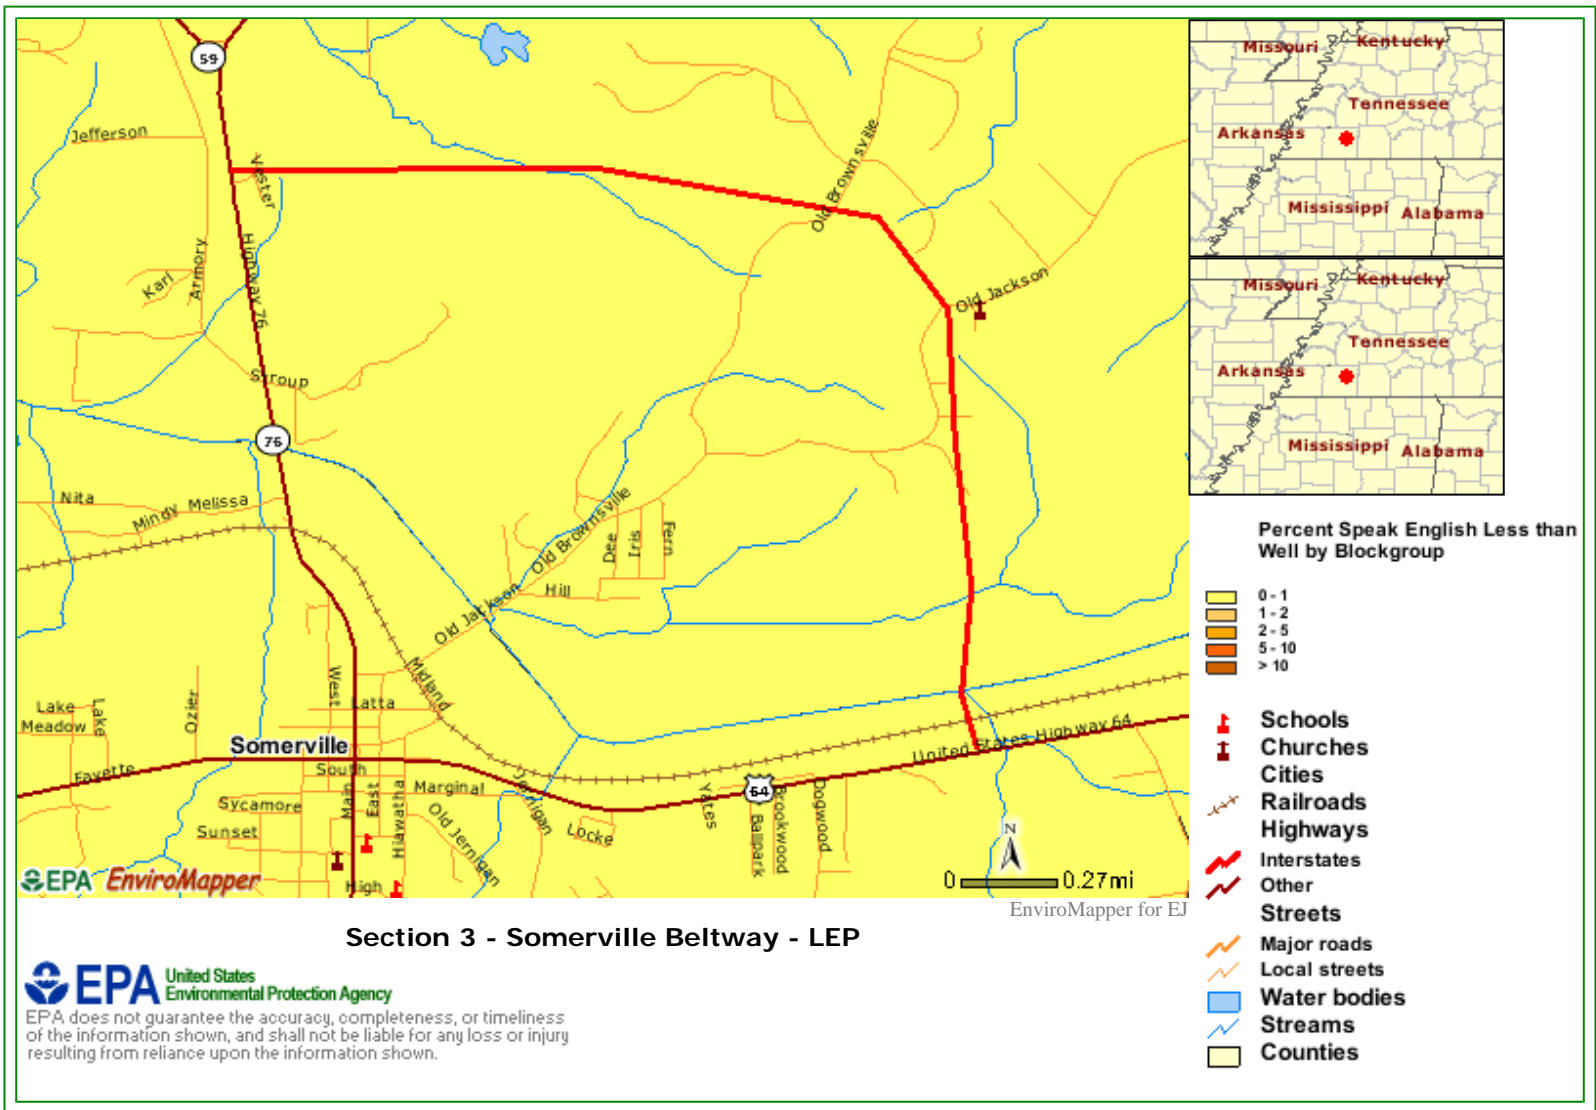 59
Jefferson
Vester
Old Brownsville
Karl
Armory
Highway 76
Old Jackson
Stroup
76
Nita
Mindy
Melissa
Old Brownsville
Dee
Iris
Fern
Hill
Old Jackson
Midland
West
Latta
Ozier
Lake
Meadow
Lake
Somerville
United States Highway 64
Fayette
South
Main
East
Hiawatha
Marginal
Jernigan
Yates
64
Ballpark
Brookwood
Dogwood
Sycamore
Sunset
Old Jernigan
Locke
High
N
0 0.27mi
EPA EnviroMapper
EnviroMapper for EJ
Missouri
Kentucky
Tennessee
Arkansas
Mississippi
Alabama
Missouri
Kentucky
Tennessee
Arkansas
Mississippi
Alabama
Percent Speak English Less than
Well by Blockgroup
0 - 1
1 - 2
2 - 5
5 - 10
> 10
Schools
Churches
Cities
Railroads
Highways
Interstates
Other
Streets
Major roads
Local streets
Water bodies
Streams
Counties
Section 3 - Somerville Beltway - LEP
EPA United States
Environmental Protection Agency
EPA does not guarantee the accuracy, completeness, or timeliness
of the information shown, and shall not be liable for any loss or injury
resulting from reliance upon the information shown.